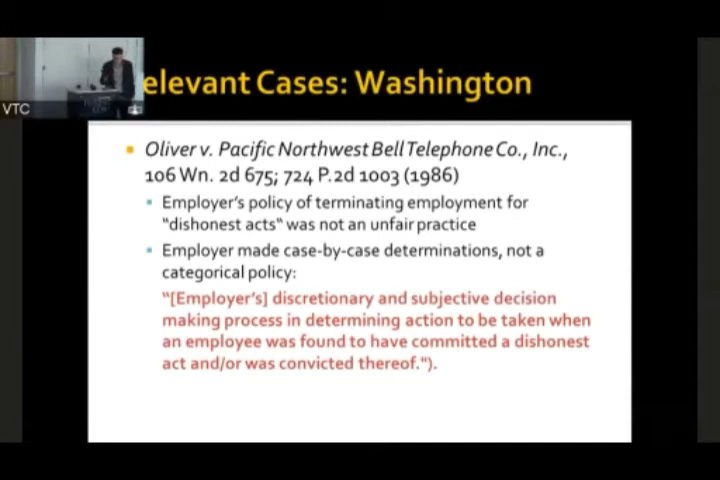 elevant Cases: Washington
VTC
Oliver v. Pacific Northwest Bell Telephone Co., Inc.,
106 Wn. 2d 675; 724 P.2d 1003 (1986)
Employer's policy of terminating employment for
"dishonest acts" was not an unfair practice
Employer made case-by-case determinations, not a
categorical policy:
"[Employer's] discretionary and subjective decision
making process in determining action to be taken when
an employee was found to have committed a dishonest
act and/or was convicted thereof.").